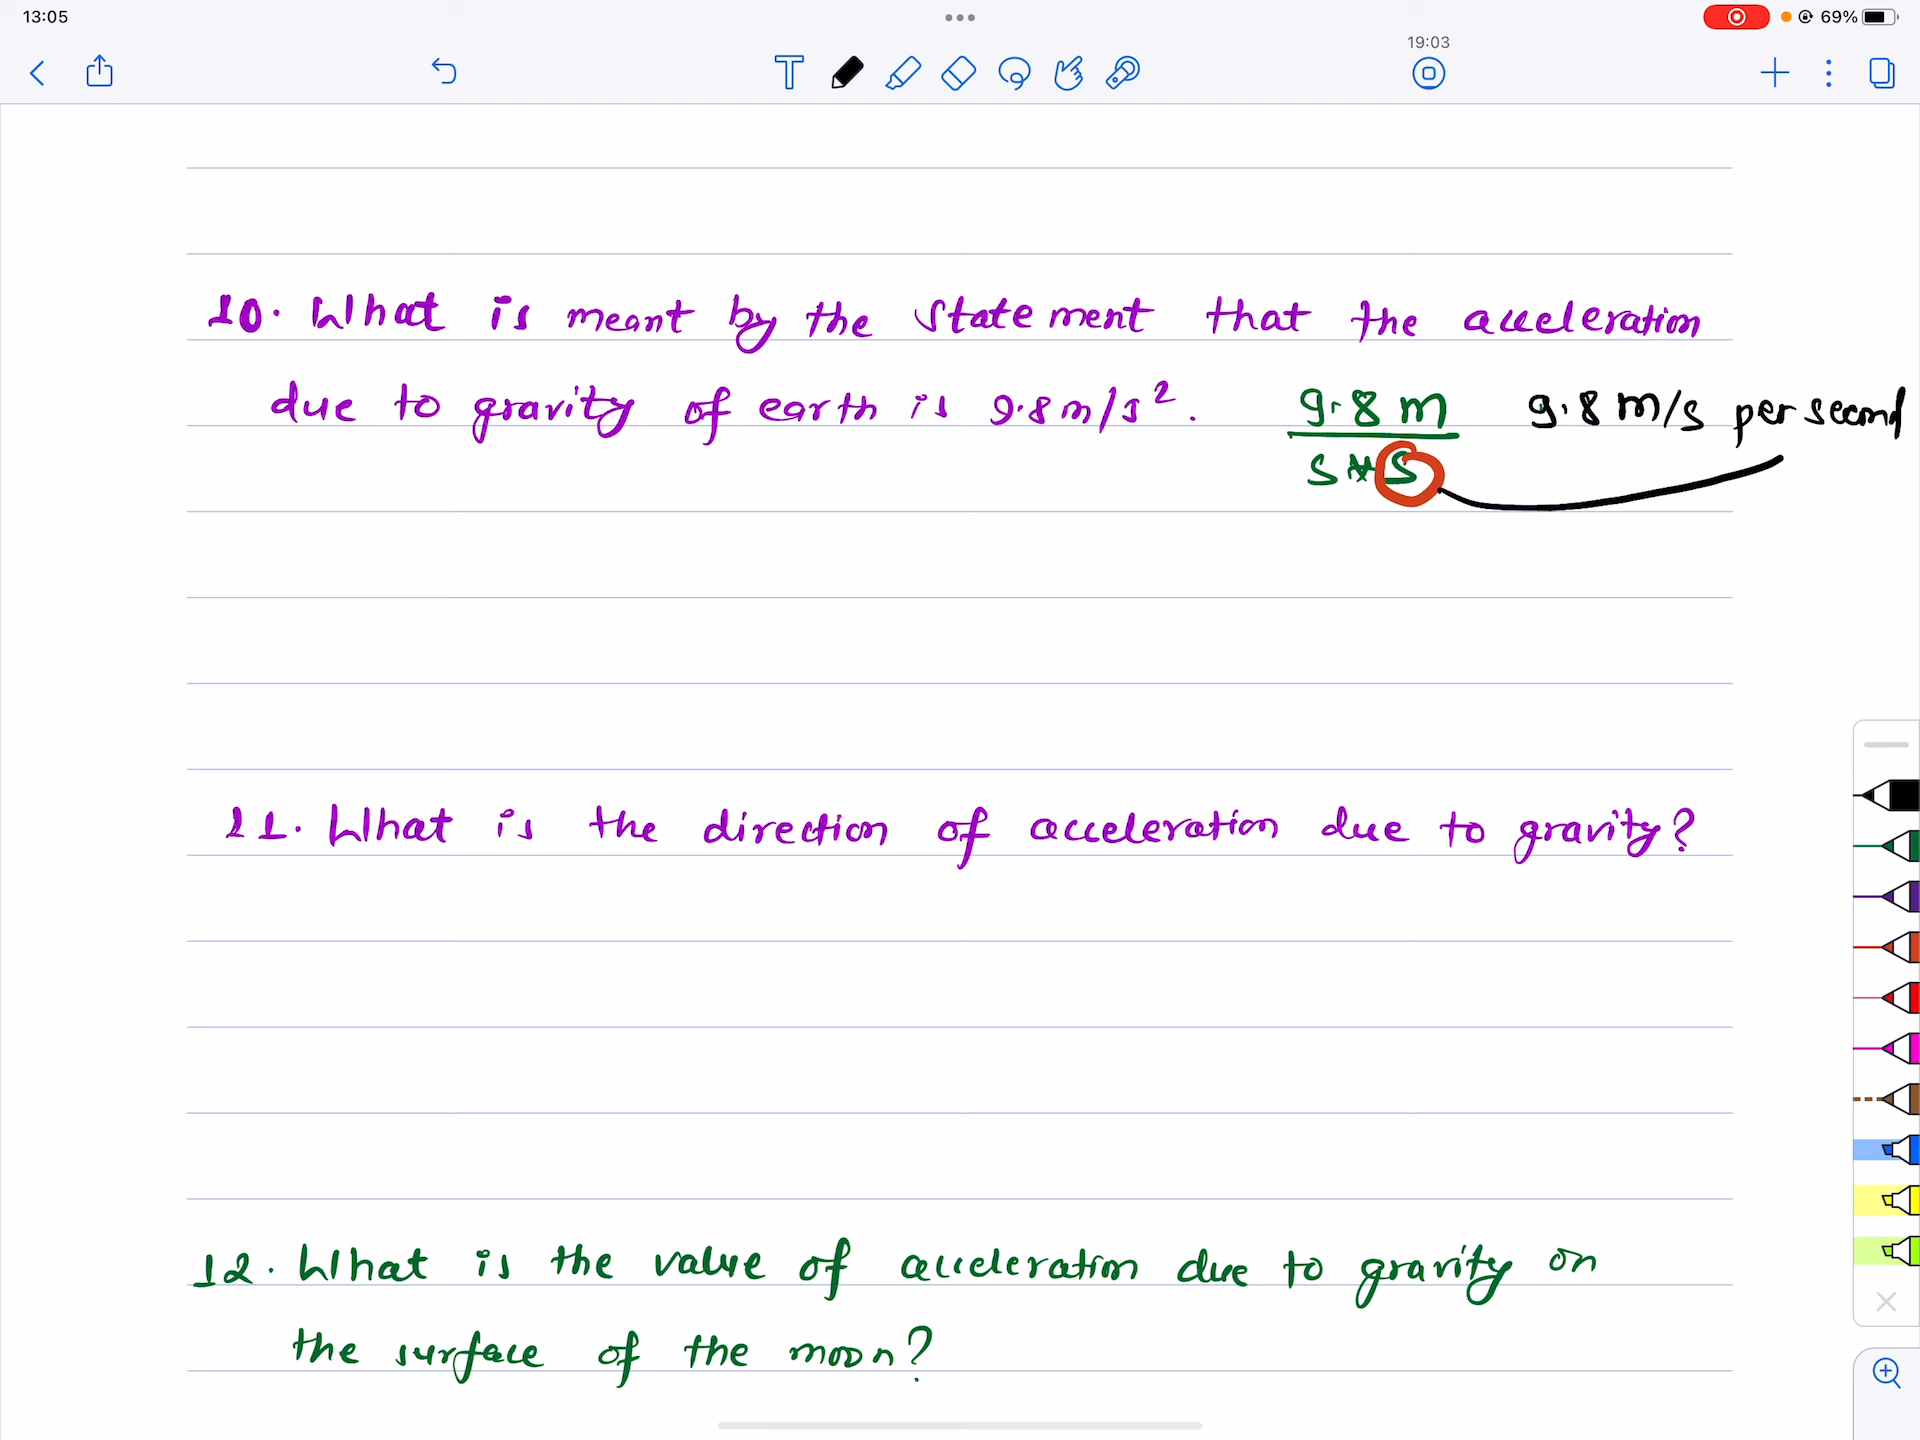 13:05
69%
19:03
10. What is meant by the statement that the acceleration
due to gravity of earth is 9.8m/s². 9.8 m 9.8 m/s per second
s * s
11. What is the direction of acceleration due to gravity?
12. What is the value of acceleration due to gravity on
the surface of the moon?